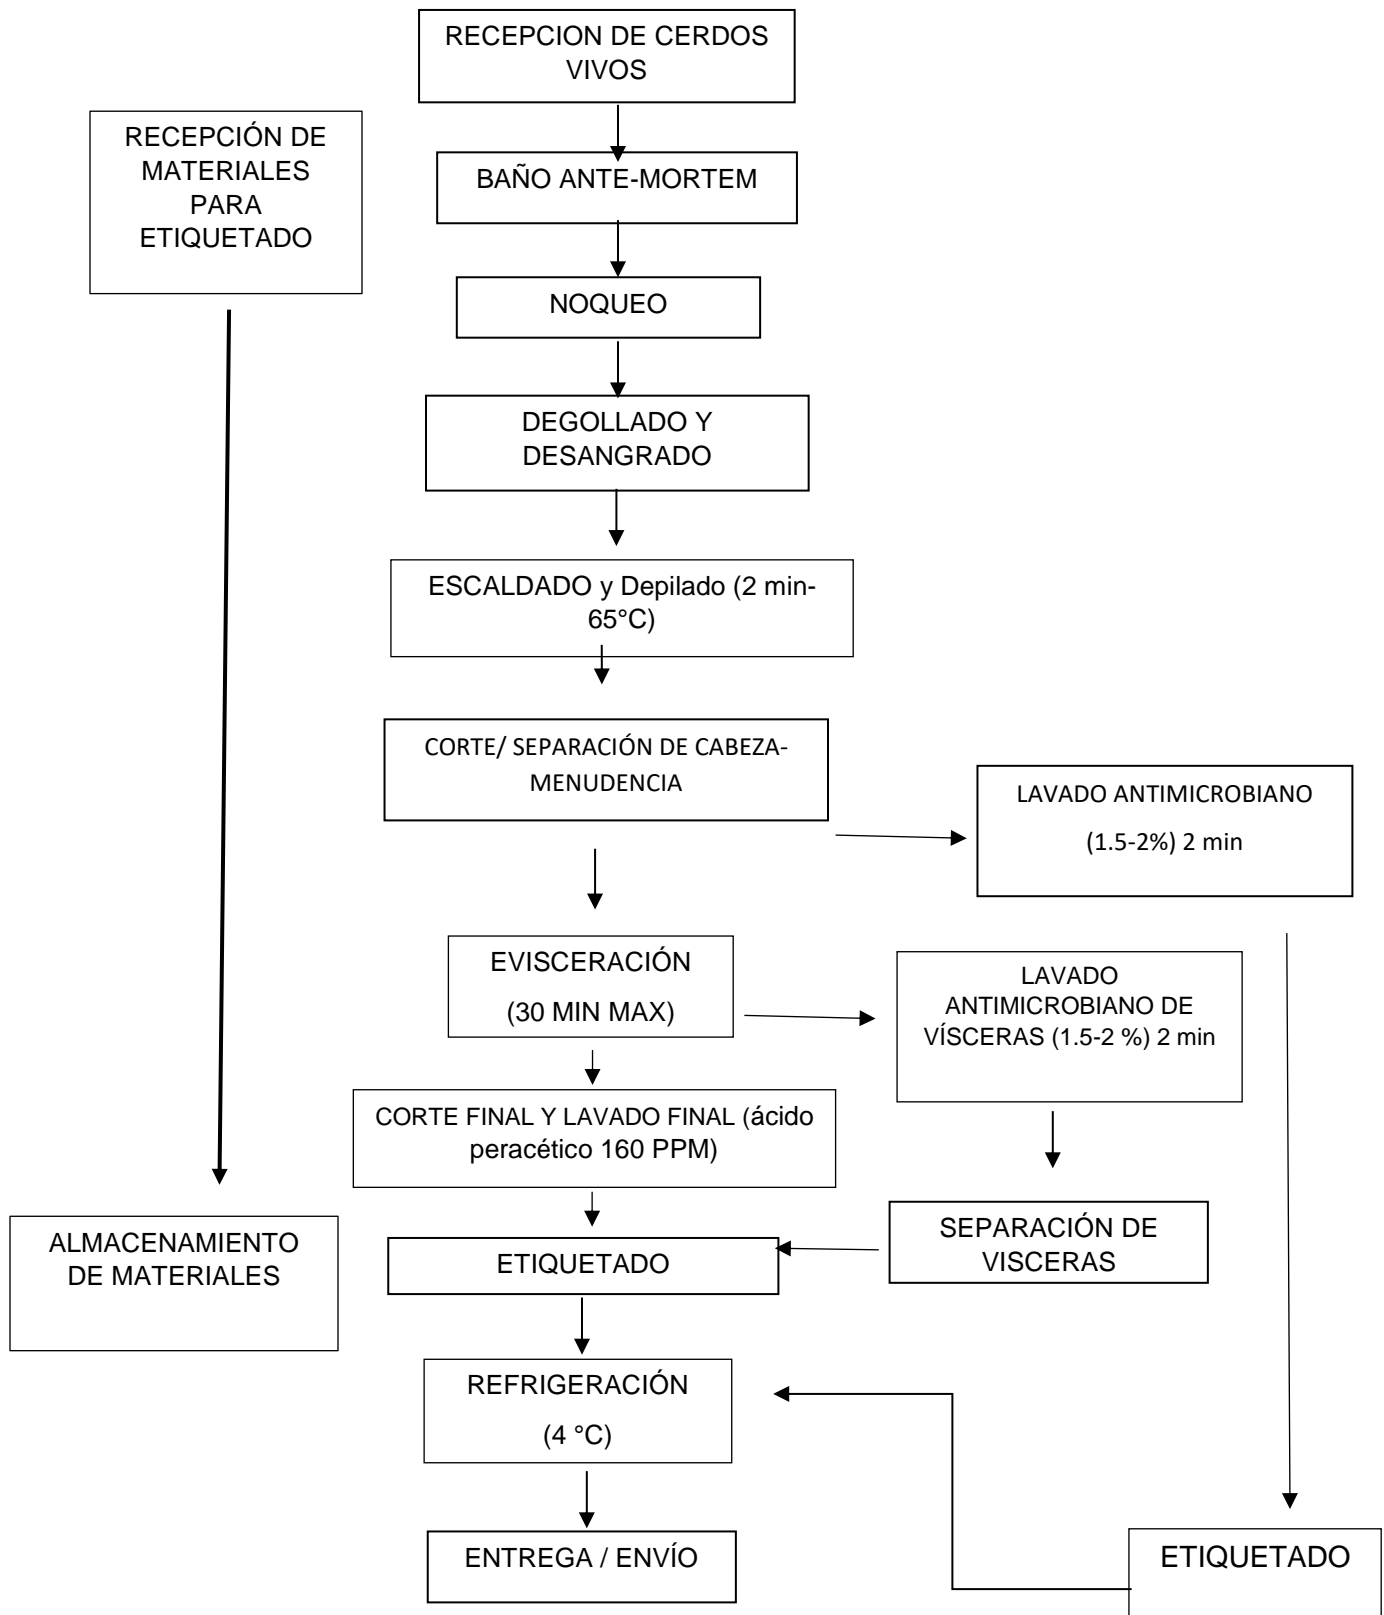 RECEPCION DE CERDOS
VIVOS
RECEPCIÓN DE
MATERIALES
PARA
ETIQUETADO
BAÑO ANTE-MORTEM
NOQUEO
DEGOLLADO Y
DESANGRADO
ESCALDADO y Depilado (2 min-
65°C)
CORTE/ SEPARACIÓN DE CABEZA-
MENUDENCIA
LAVADO ANTIMICROBIANO
(1.5-2%) 2 min
EVISCERACIÓN
(30 MIN MAX)
LAVADO
ANTIMICROBIANO DE
VÍSCERAS (1.5-2 %) 2 min
CORTE FINAL Y LAVADO FINAL (ácido
peracético 160 PPM)
SEPARACIÓN DE
VISCERAS
ALMACENAMIENTO
DE MATERIALES
ETIQUETADO
REFRIGERACIÓN
(4 °C)
ENTREGA / ENVÍO
ETIQUETADO